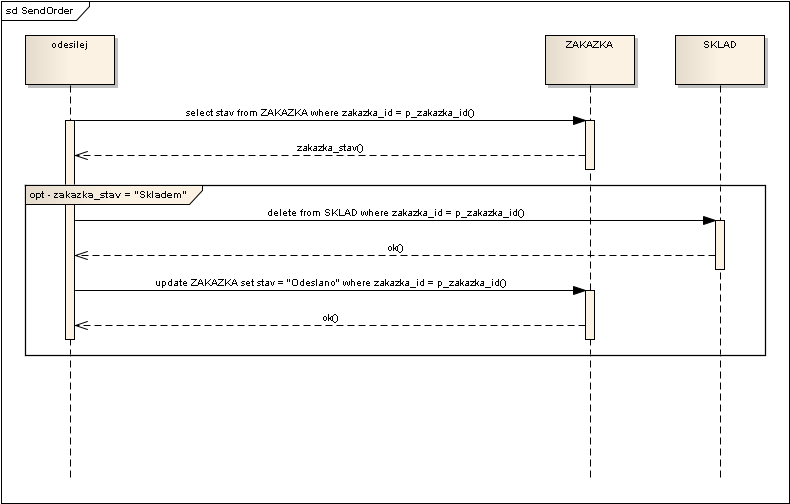 sd SendOrder
odesilej
ZAKAZKA
SKLAD
select stav from ZAKAZKA where zakazka_id = p_zakazka_id()
zakazka_stav()
opt - zakazka_stav = "Skladem"
delete from SKLAD where zakazka_id = p_zakazka_id()
ok()
update ZAKAZKA set stav = "Odeslano" where zakazka_id = p_zakazka_id()
ok()